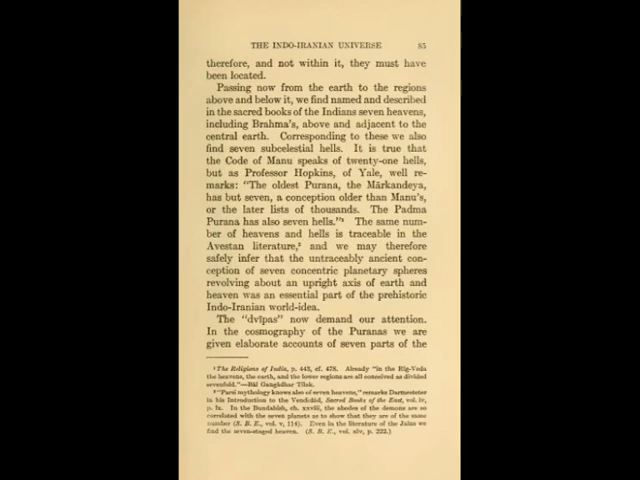 THE INDO-IRANIAN UNIVERSE 85
therefore, and not within it, they must have
been located.
Passing now from the earth to the regions
above and below it, we find named and described
in the sacred books of the Indians seven heavens,
including Brahma's, above and adjacent to the
central earth. Corresponding to these we also
find seven subcelestial hells. It is true that
the Code of Manu speaks of twenty-one hells,
but as Professor Hopkins, of Yale, well re-
marks: "The oldest Purana, the Mārkandeya,
has but seven, a conception older than Manu's,
or the later lists of thousands. The Padma
Purana has also seven hells."¹ The same num-
ber of heavens and hells is traceable in the
Avestan literature,² and we may therefore
safely infer that the untraceably ancient con-
ception of seven concentric planetary spheres
revolving about an upright axis of earth and
heaven was an essential part of the prehistoric
Indo-Iranian world-idea.
The "dvīpas" now demand our attention.
In the cosmography of the Puranas we are
given elaborate accounts of seven parts of the
¹ The Religions of India, p. 443, cf. 478. Already "in the Rig-Veda
the heavens, the earth, and the lower regions are all conceived as divided
sevenfold."—Bāl Gangādhar Tilak.
² "Parsi mythology knows also of seven heavens," remarks Darmesteter
in his Introduction to the Vendidād, Sacred Books of the East, vol. iv,
p. lx. In the Bundahish, ch. xxviii, the abodes of the demons are so
correlated with the seven planets as to show that they are of the same
number (S. B. E., vol. v, 114). Even in the literature of the Jains we
find the seven-staged heaven. (S. B. E., vol. xlv, p. 222.)